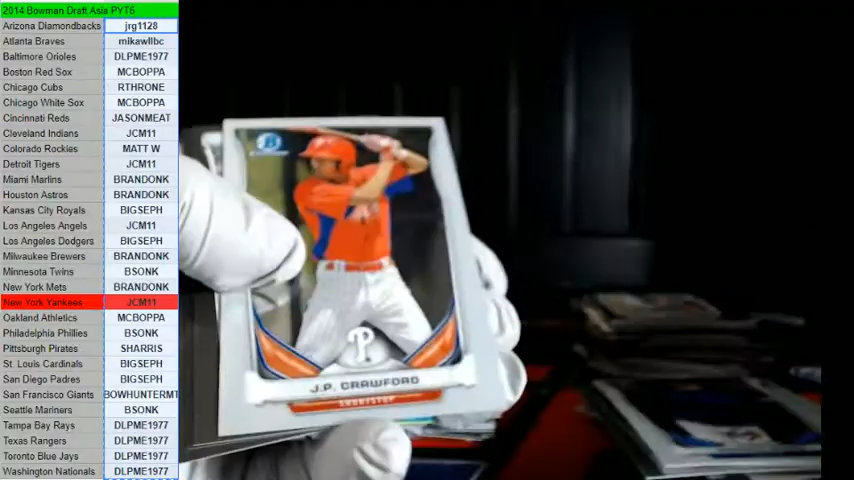 2014 Bowman Draft Asia PYT5
Arizona Diamondbacks jrg1128
Atlanta Braves mikawllbc
Baltimore Orioles DLPME1977
Boston Red Sox MCBOPPA
Chicago Cubs RTHRONE
Chicago White Sox MCBOPPA
Cincinnati Reds JASONMEAT
Cleveland Indians JCM11
Colorado Rockies MATT W
Detroit Tigers JCM11
Miami Marlins BRANDONK
Houston Astros BRANDONK
Kansas City Royals BIGSEPH
Los Angeles Angels JCM11
Los Angeles Dodgers BIGSEPH
Milwaukee Brewers BRANDONK
Minnesota Twins BSONK
New York Mets BRANDONK
New York Yankees JCM11
Oakland Athletics MCBOPPA
Philadelphia Phillies BSONK
Pittsburgh Pirates SHARRIS
St. Louis Cardinals BIGSEPH
San Diego Padres BIGSEPH
San Francisco Giants BOWHUNTERMT
Seattle Mariners BSONK
Tampa Bay Rays DLPME1977
Texas Rangers DLPME1977
Toronto Blue Jays DLPME1977
Washington Nationals DLPME1977
P
J.P. CRAWFORD
SHORTSTOP